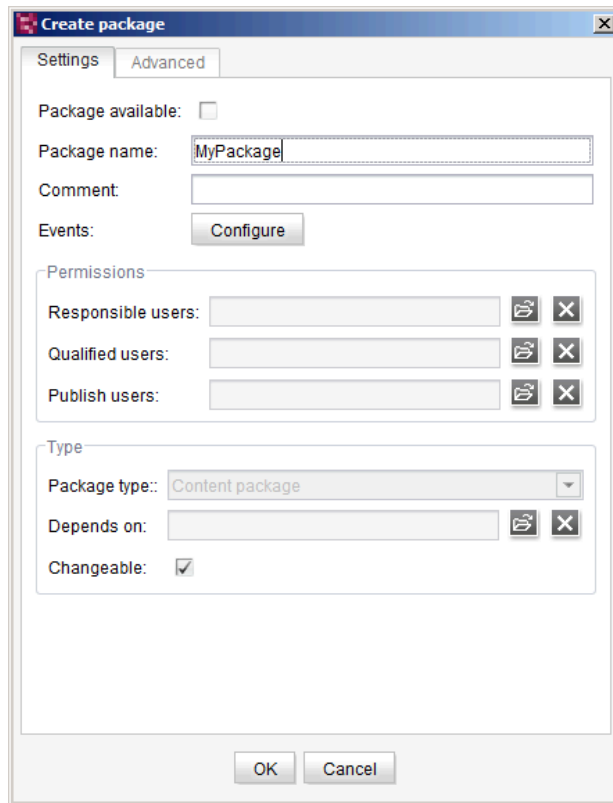 Create package
Settings Advanced
Package available:
Package name: MyPackage
Comment:
Events: Configure
Permissions
Responsible users:
Qualified users:
Publish users:
Type
Package type:: Content package
Depends on:
Changeable:
OK Cancel